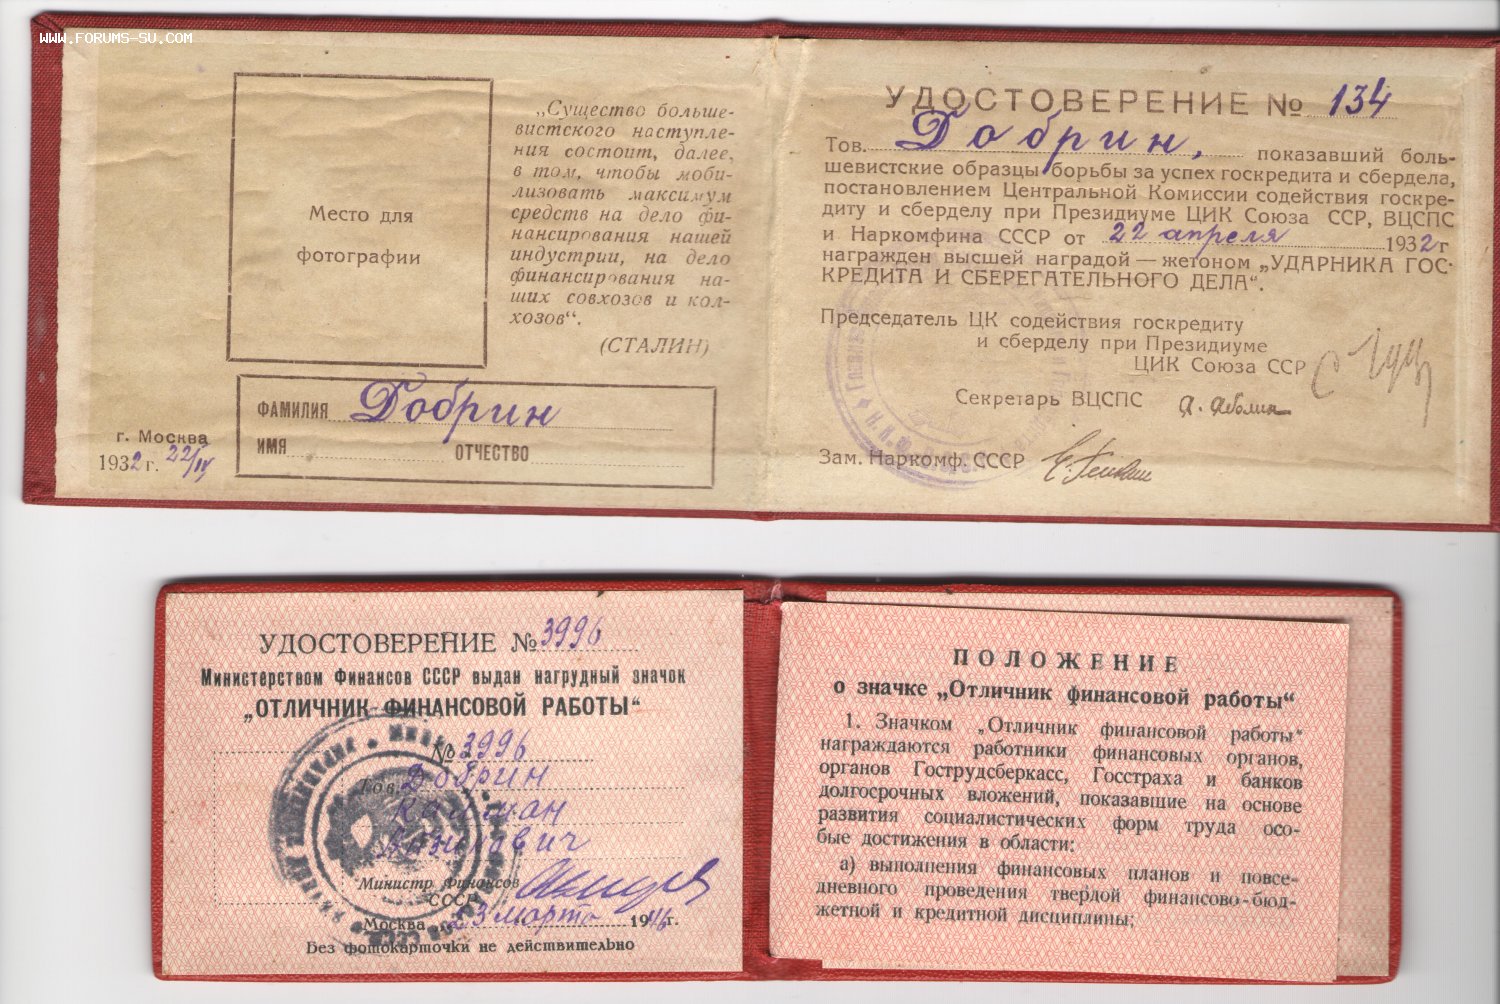 WWW.FORUMS-SU.COM
Место для
фотографии
„Существо больше-
вистского наступле-
ния состоит, далее,
в том, чтобы моби-
лизовать максимум
средств на дело фи-
нансирования нашей
индустрии, на дело
финансирования на-
ших совхозов и кол-
хозов“.
(СТАЛИН)
ФАМИЛИЯ Добрин
ИМЯ ОТЧЕСТВО
г. Москва
1932 г. 22/IV
УДОСТОВЕРЕНИЕ № 134
Тов. Добрин, показавший боль-
шевистские образцы борьбы за успех госкредита и сбердела,
постановлением Центральной Комиссии содействия госкре-
диту и сберделу при Президиуме ЦИК Союза ССР, ВЦСПС
и Наркомфина СССР от 22 апреля 1932 г
награжден высшей наградой — жетоном „УДАРНИКА ГОС-
КРЕДИТА И СБЕРЕГАТЕЛЬНОГО ДЕЛА“.
Председатель ЦК содействия госкредиту
и сберделу при Президиуме
ЦИК Союза ССР
Секретарь ВЦСПС
Зам. Наркомф. СССР
УДОСТОВЕРЕНИЕ № 3996
Министерством Финансов СССР выдан нагрудный значок
„ОТЛИЧНИК ФИНАНСОВОЙ РАБОТЫ“
№ 3996
Тов. Добрин
Министр Финансов
СССР
Москва 23 марта 1946 г.
Без фотокарточки не действительно
ПОЛОЖЕНИЕ
о значке „Отличник финансовой работы“
1. Значком „Отличник финансовой работы“
награждаются работники финансовых органов,
органов Гострудсберкасс, Госстраха и банков
долгосрочных вложений, показавшие на основе
развития социалистических форм труда осо-
бые достижения в области:
а) выполнения финансовых планов и повсе-
дневного проведения твердой финансово-бюд-
жетной и кредитной дисциплины;